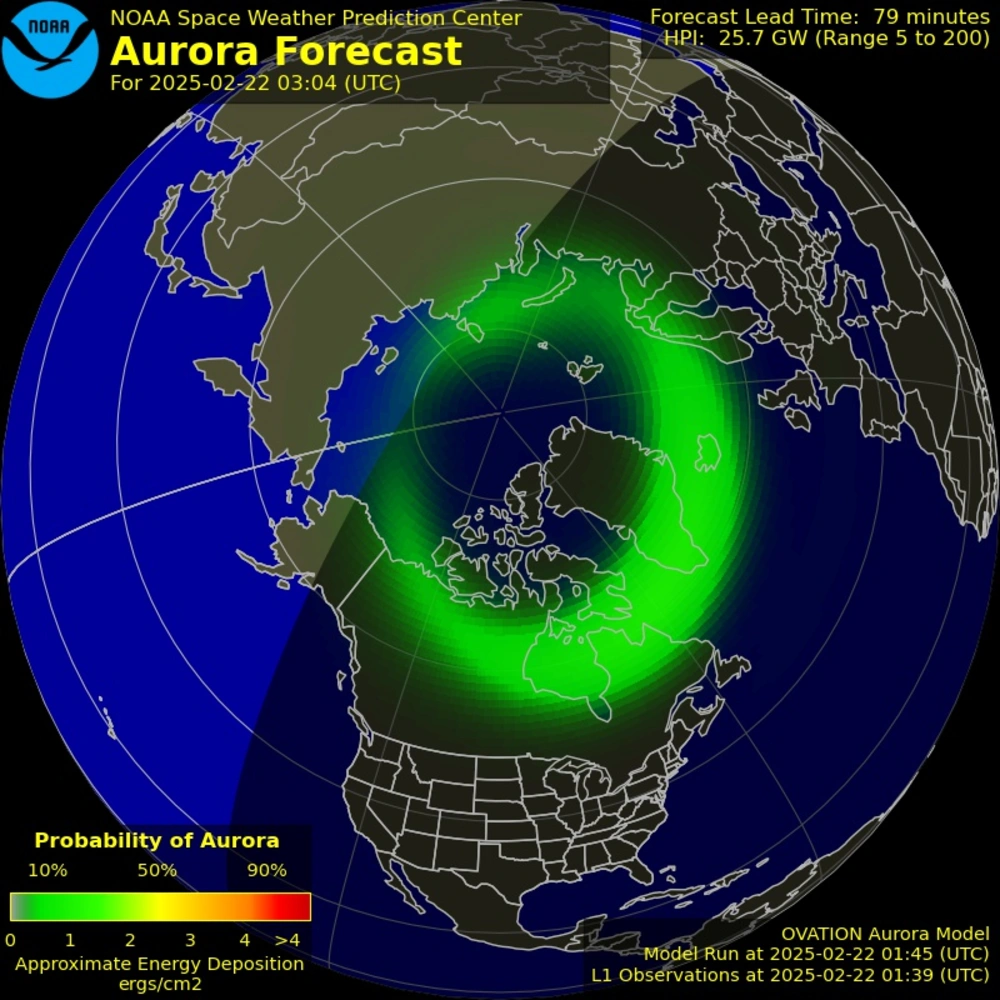 NOAA
NOAA Space Weather Prediction Center
Aurora Forecast
For 2025-02-22 03:04 (UTC)
Forecast Lead Time: 79 minutes
HPI: 25.7 GW (Range 5 to 200)
Probability of Aurora
10% 50% 90%
0 1 2 3 4 >4
Approximate Energy Deposition
ergs/cm2
OVATION Aurora Model
Model Run at 2025-02-22 01:45 (UTC)
L1 Observations at 2025-02-22 01:39 (UTC)